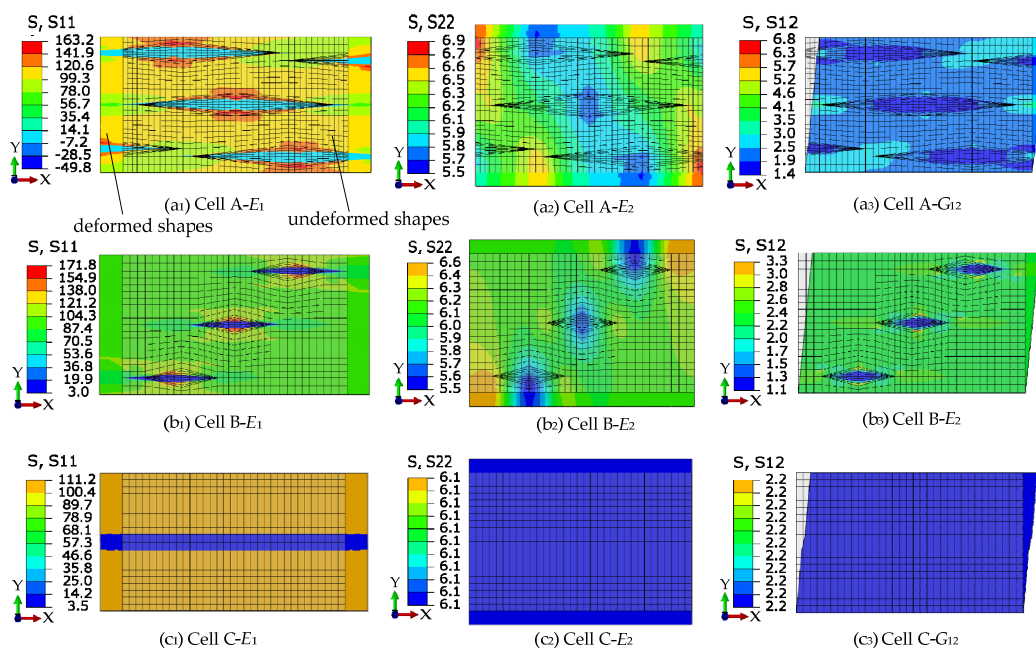 S, S11
163.2
141.9
120.6
99.3
78.0
56.7
35.4
14.1
-7.2
-28.5
-49.8
Y
X
(a1) Cell A-E1
deformed shapes
undeformed shapes
S, S22
6.9
6.7
6.6
6.5
6.3
6.2
6.0
5.9
5.8
5.7
5.5
Y
X
(a2) Cell A-E2
S, S12
6.8
6.3
5.7
5.2
4.6
4.1
3.5
3.0
2.5
1.9
1.4
Y
X
(a3) Cell A-G12
S, S11
171.8
154.9
138.0
121.2
104.3
87.4
70.5
53.6
36.8
19.9
3.0
Y
X
(b1) Cell B-E1
S, S22
6.6
6.5
6.4
6.3
6.2
6.0
5.9
5.8
5.7
5.6
5.5
Y
X
(b2) Cell B-E2
S, S12
3.3
3.0
2.8
2.6
2.4
2.2
2.0
1.7
1.5
1.3
1.1
Y
X
(b3) Cell B-E2
S, S11
111.2
100.4
89.7
78.9
68.1
57.3
46.6
35.8
25.0
14.2
3.5
Y
X
(c1) Cell C-E1
S, S22
6.1
6.1
6.1
6.1
6.1
6.1
6.1
6.1
6.1
6.1
6.1
Y
X
(c2) Cell C-E2
S, S12
2.2
2.2
2.2
2.2
2.2
2.2
2.2
2.2
2.2
2.2
2.2
Y
X
(c3) Cell C-G12